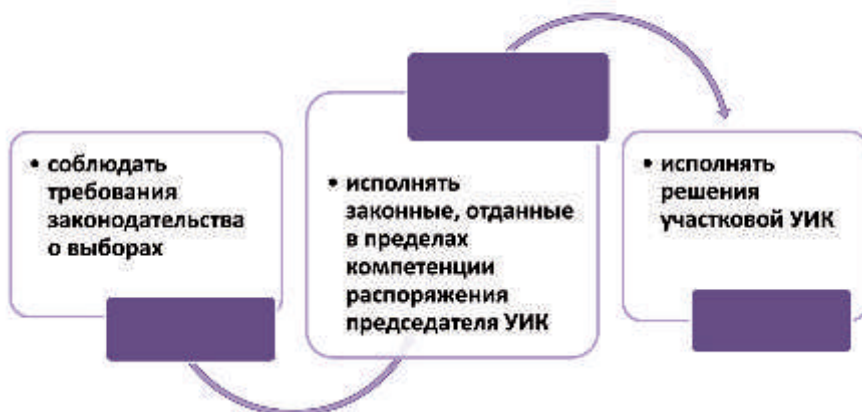 • соблюдать
требования
законодательства
о выборах
• исполнять
законные, отданные
в пределах
компетенции
распоряжения
председателя УИК
• исполнять
решения
участковой УИК